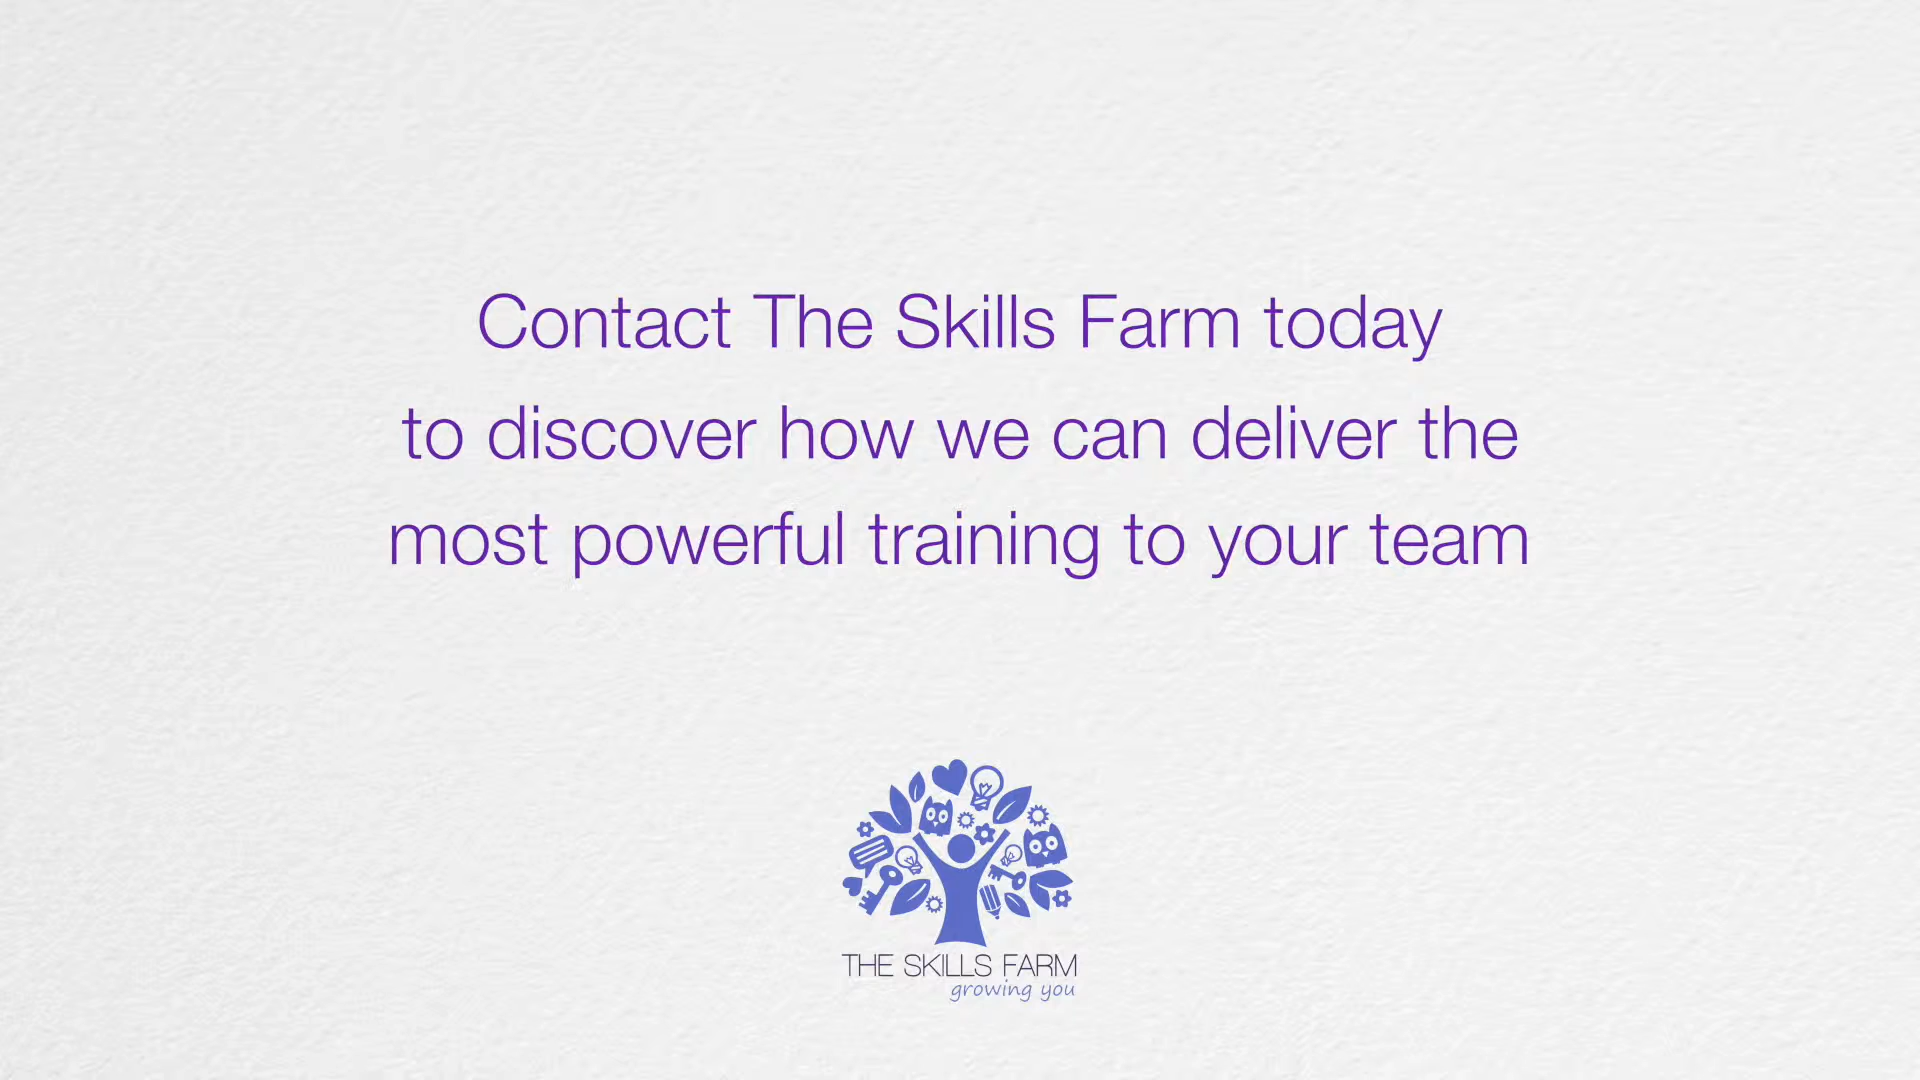 Contact The Skills Farm today
to discover how we can deliver the
most powerful training to your team
THE SKILLS FARM
growing you